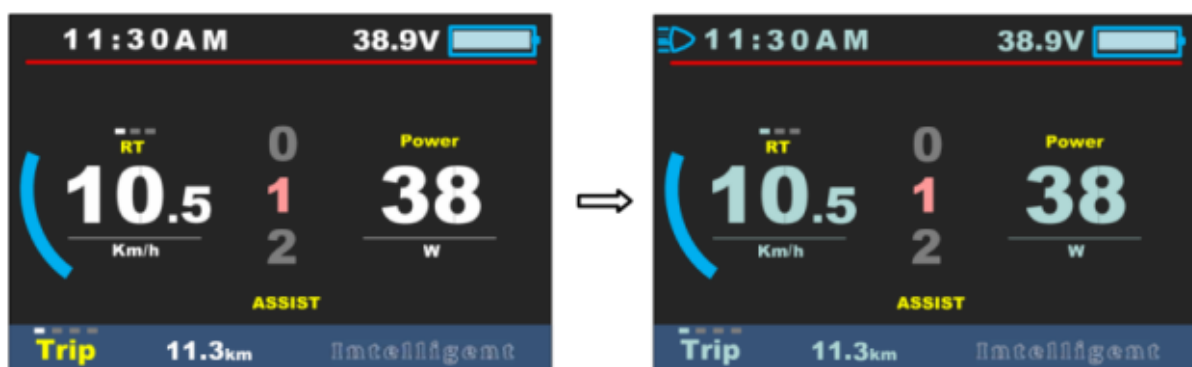 11:30AM 38.9V
RT 0 Power
10.5 1 38
Km/h 2 W
ASSIST
Trip 11.3km Intelligent
11:30AM 38.9V
RT 0 Power
10.5 1 38
Km/h 2 W
ASSIST
Trip 11.3km Intelligent